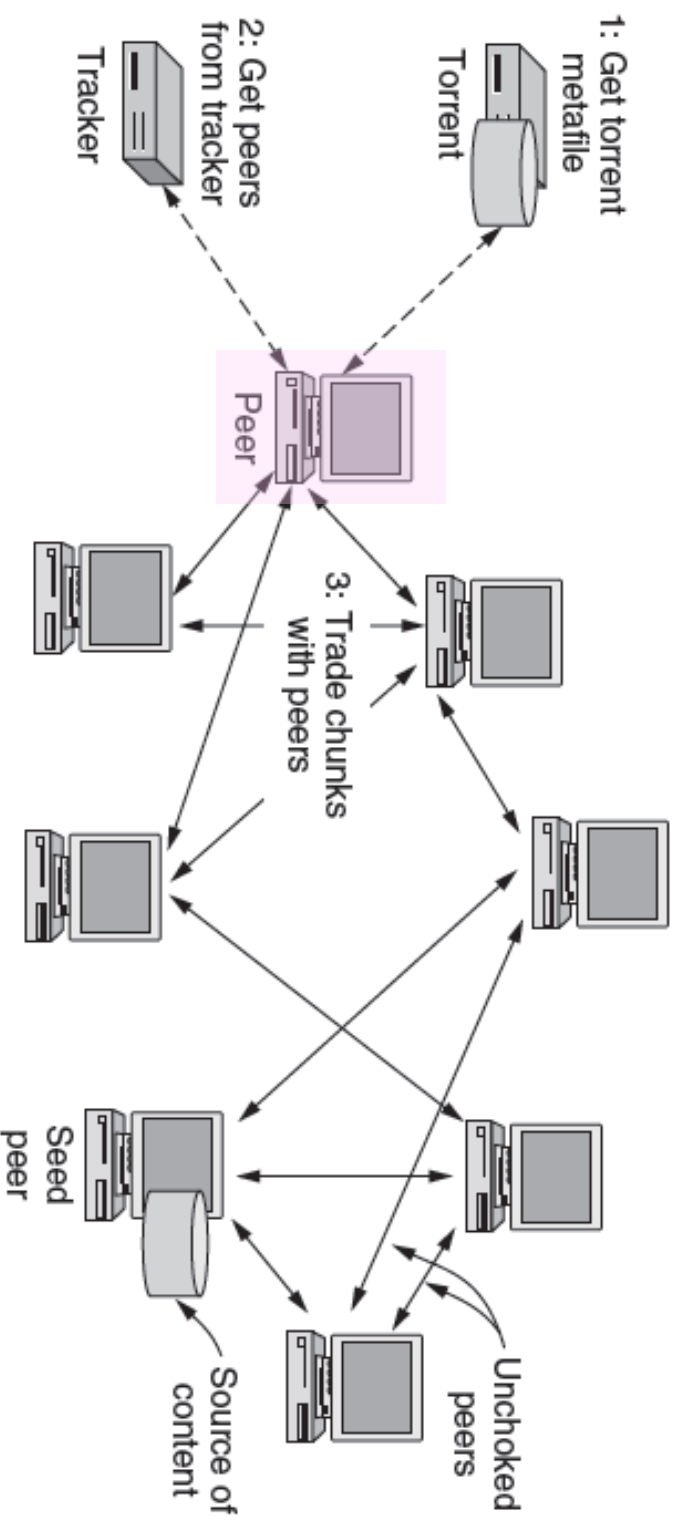 1: Get torrent
metafile
Torrent
2: Get peers
from tracker
Tracker
Peer
3: Trade chunks
with peers
Unchoked
peers
Source of
content
Seed
peer